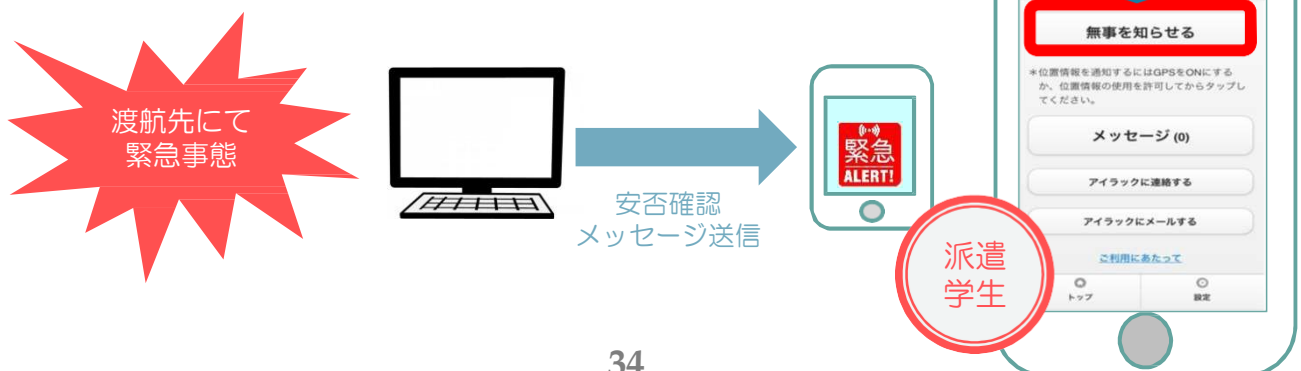 渡航先にて
緊急事態
安否確認
メッセージ送信
緊急
ALERT!
派遣
学生
無事を知らせる
*位置情報を通知するにはGPSをONにする
か、位置情報の使用を許可してからタップし
てください。
メッセージ (0)
アイラックに連絡する
アイラックにメールする
ご利用にあたって
トップ
設定
34